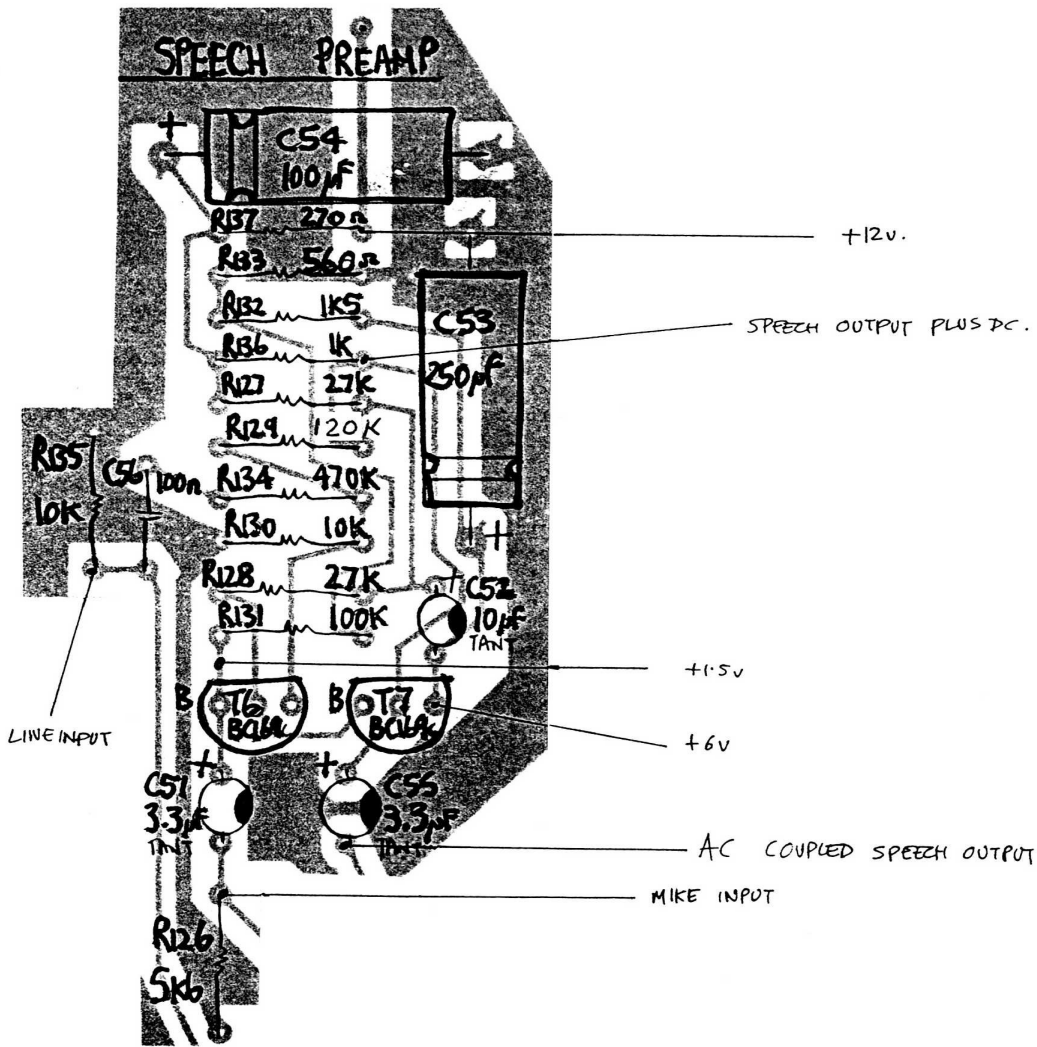 SPEECH PREAMP
+
C54
100µF
R137 270Ω
+12v.
R133 560Ω
R132 1K5
C53
250µF
SPEECH OUTPUT PLUS DC.
R136 1K
R127 27K
R129 120K
R135
10K
C56 100n
R134 470K
R130 10K
+
R128 27K
+
C52
10µF
TANT
R131 100K
+1.5v
B T6
B T7
+6v
LINE INPUT
+
C51
3.3µF
TANT
+
C55
3.3µF
TANT
AC COUPLED SPEECH OUTPUT
MIKE INPUT
R126
5K6